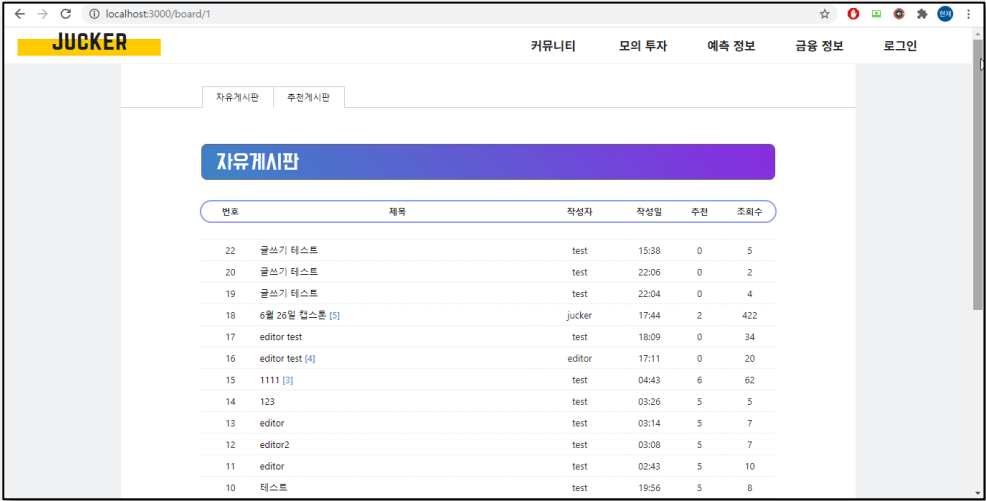 localhost:3000/board/1
현재
JUCKER 커뮤니티 모의 투자 예측 정보 금융 정보 로그인
자유게시판 추천게시판
자유게시판
번호 제목 작성자 작성일 추천 조회수
22 글쓰기 테스트 test 15:38 0 5
20 글쓰기 테스트 test 22:06 0 2
19 글쓰기 테스트 test 22:04 0 4
18 6월 26일 캡스톤 [5] jucker 17:44 2 422
17 editor test test 18:09 0 34
16 editor test [4] editor 17:11 0 20
15 1111 [3] test 04:43 6 62
14 123 test 03:26 5 5
13 editor test 03:14 5 7
12 editor2 test 03:08 5 7
11 editor test 02:43 5 10
10 테스트 test 19:56 5 8